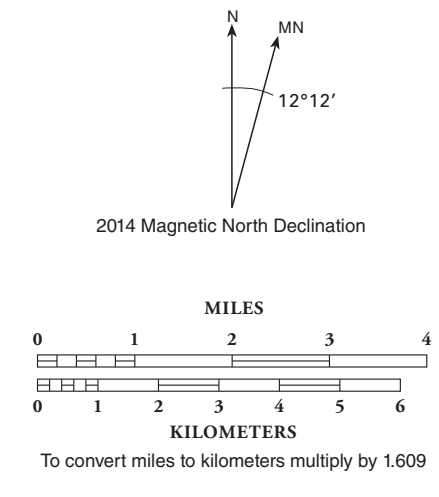 N
MN
12°12′
2014 Magnetic North Declination
MILES
0 1 2 3 4
0 1 2 3 4 5 6
KILOMETERS
To convert miles to kilometers multiply by 1.609